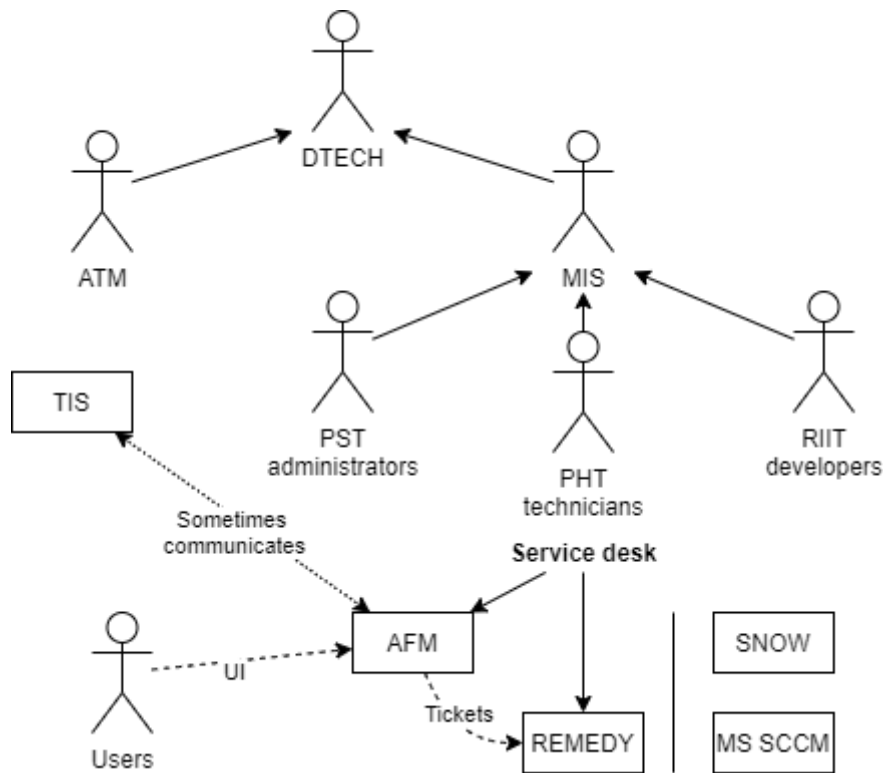 DTECH
ATM
MIS
TIS
PST
administrators
PHT
technicians
RIIT
developers
Sometimes
communicates
Service desk
AFM
SNOW
UI
Tickets
Users
REMEDY
MS SCCM